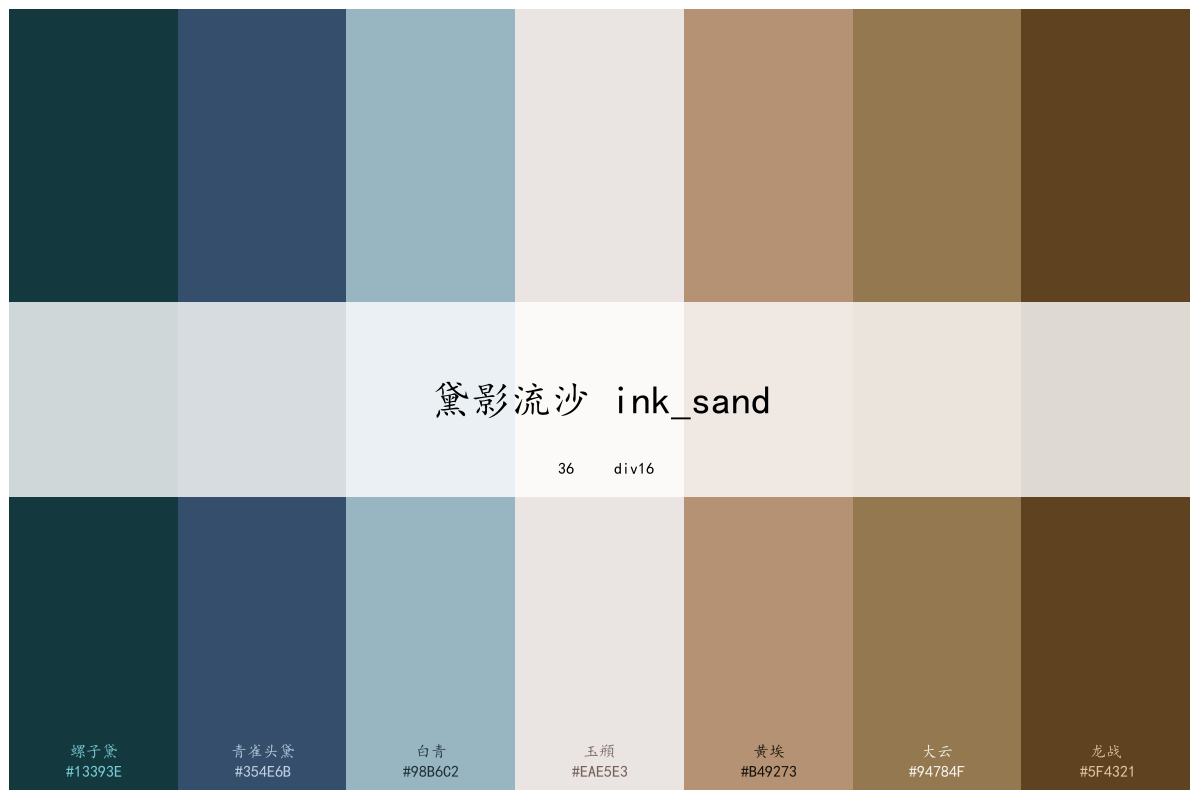 黛影流沙 ink_sand
36 div16
螺子黛
#13393E
青雀头黛
#354E6B
白青
#98B6C2
玉頩
#EAE5E3
黄埃
#B49273
大云
#94784F
龙战
#5F4321